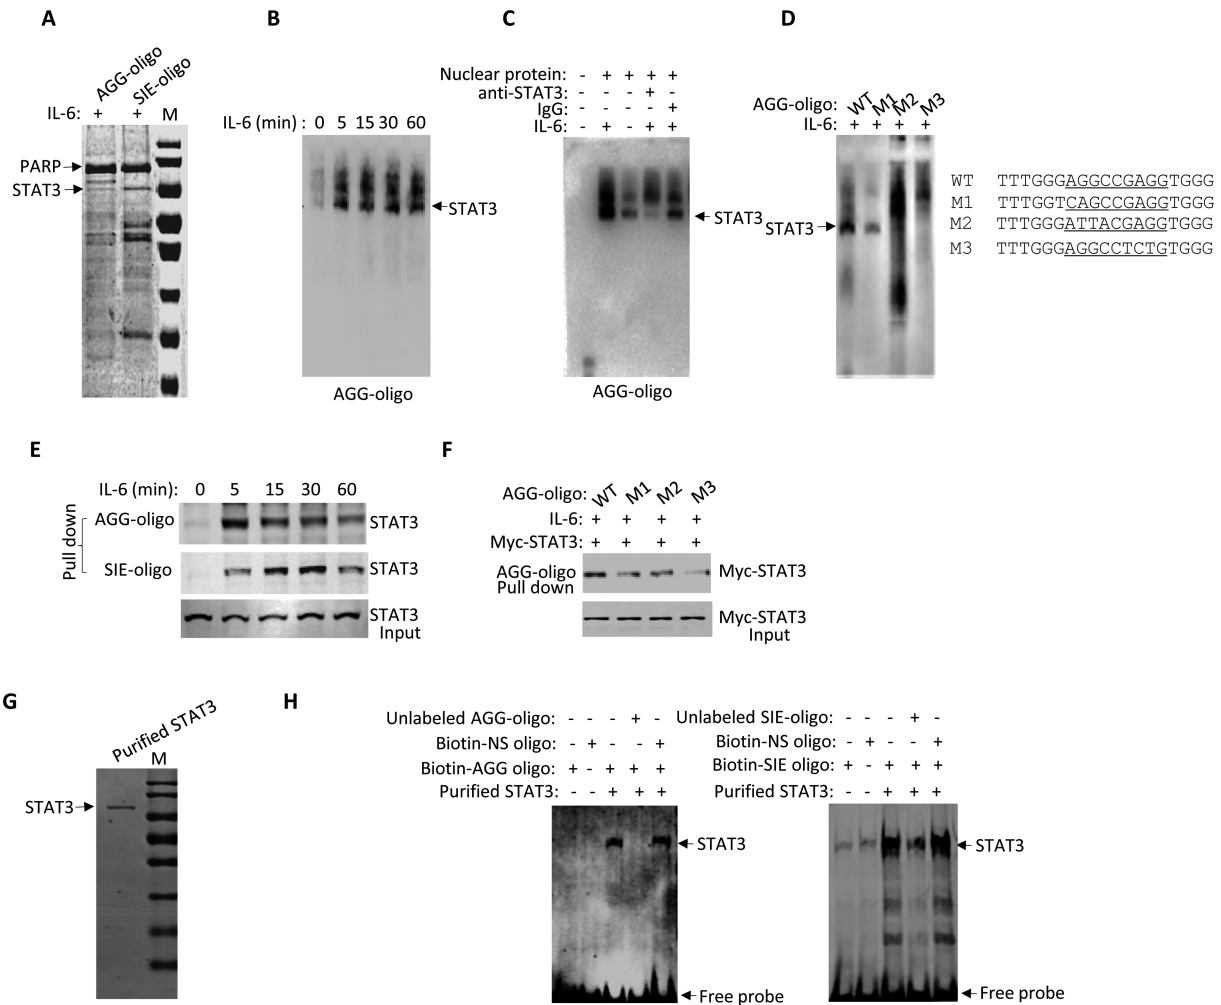 A
AGG-oligo
SIE-oligo
IL-6: + + M
PARP
STAT3
B
IL-6 (min) : 0 5 15 30 60
STAT3
AGG-oligo
C
Nuclear protein: - + + + +
anti-STAT3: - - - + -
IgG: - - - - +
IL-6: - + - + +
STAT3
AGG-oligo
D
AGG-oligo: WT M1 M2 M3
IL-6: + + + +
STAT3
WT TTTGGGAGGCCGAGGTGGG
M1 TTTGGTCAGCCGAGGTGGG
M2 TTTGGGATTACGAGGTGGG
M3 TTTGGGAGGCCTCTGTGGG
E
IL-6 (min): 0 5 15 30 60
Pull down
AGG-oligo STAT3
SIE-oligo STAT3
STAT3
Input
F
AGG-oligo: WT M1 M2 M3
IL-6: + + + +
Myc-STAT3: + + + +
AGG-oligo
Pull down
Myc-STAT3
Myc-STAT3
Input
G
Purified STAT3
M
STAT3
H
Unlabeled AGG-oligo: - - - + -
Biotin-NS oligo: - + - - +
Biotin-AGG oligo: + - + + +
Purified STAT3: - - + + +
STAT3
Free probe
Unlabeled SIE-oligo: - - - + -
Biotin-NS oligo: - + - - +
Biotin-SIE oligo: + - + + +
Purified STAT3: - - + + +
STAT3
Free probe